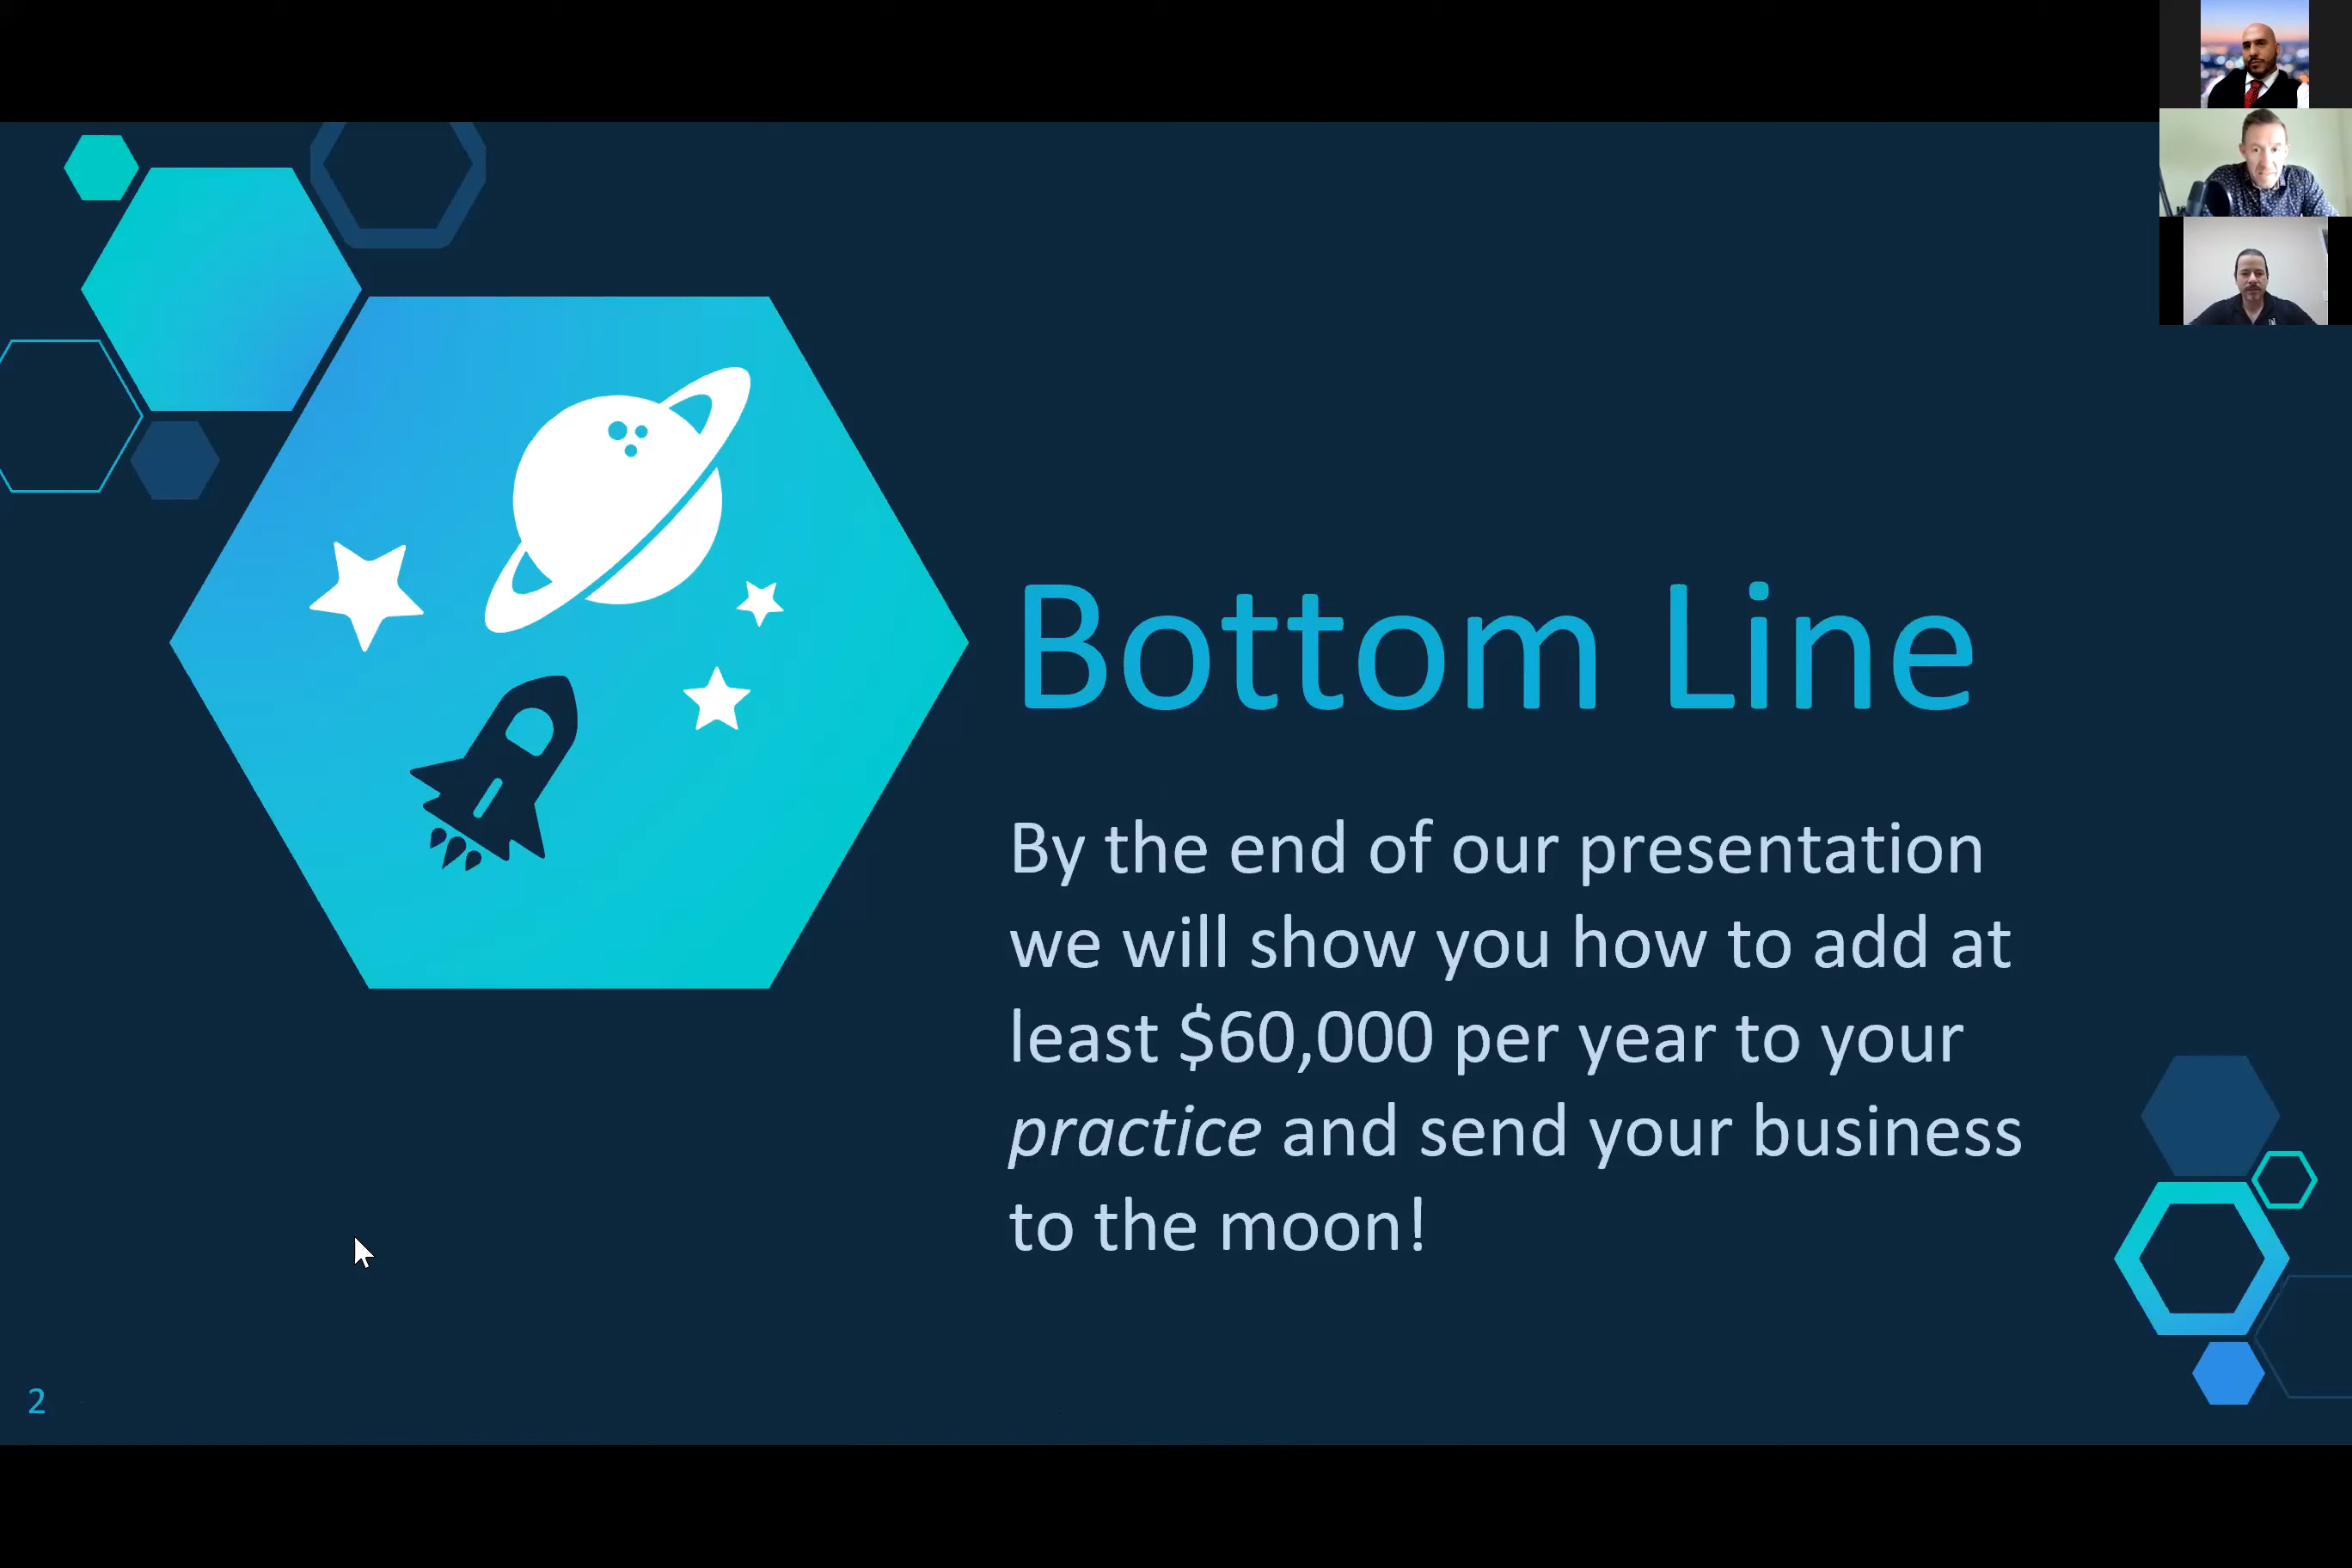 Bottom Line
By the end of our presentation
we will show you how to add at
least $60,000 per year to your
practice and send your business
to the moon!
2